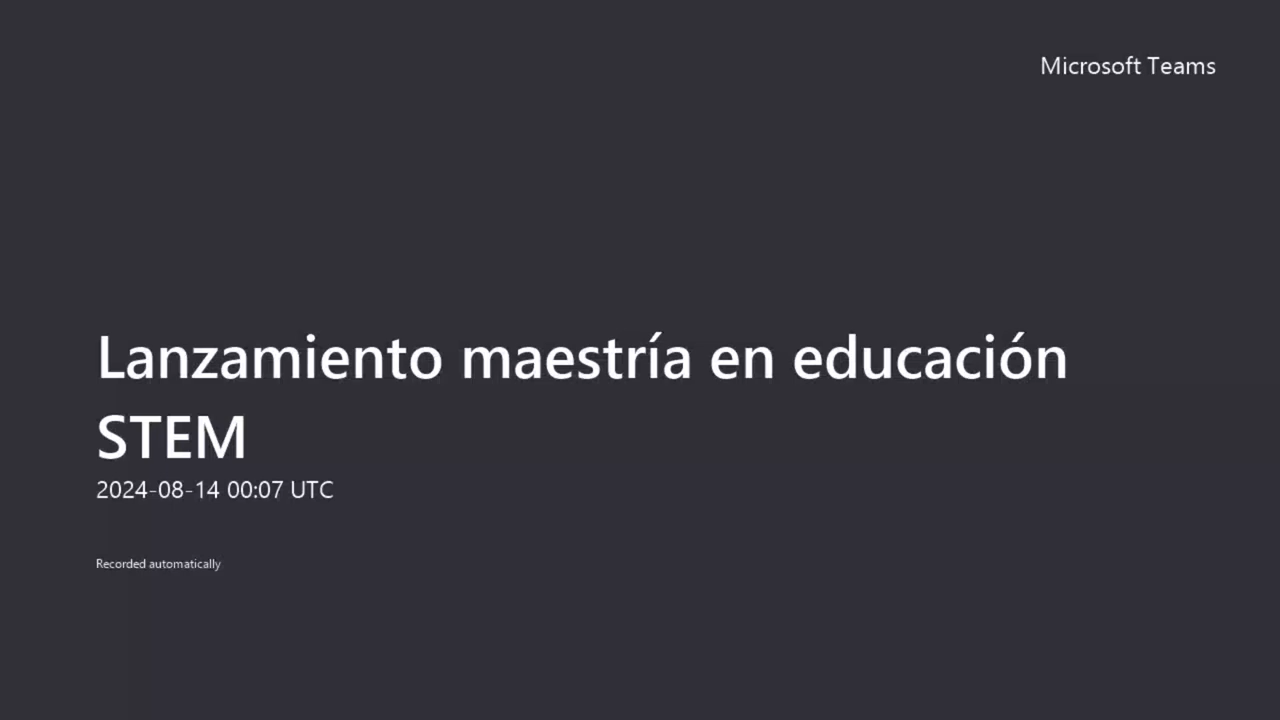 Microsoft Teams
Lanzamiento maestría en educación
STEM
2024-08-14 00:07 UTC
Recorded automatically